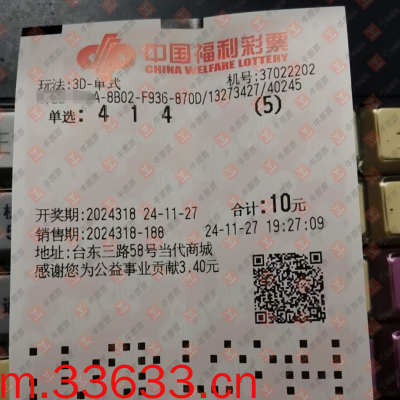 中国福利彩票
CHINA WELFARE LOTTERY
玩法:3D-单式 机号:37022202
A-8B02-F936-870D/13273427/40245
单选: 4 1 4 (5)
开奖期:2024318 24-11-27 合计:10元
销售期:2024318-188 24-11-27 19:27:09
地址:台东三路58号当代商城
感谢您为公益事业贡献3.40元
m.33633.cn